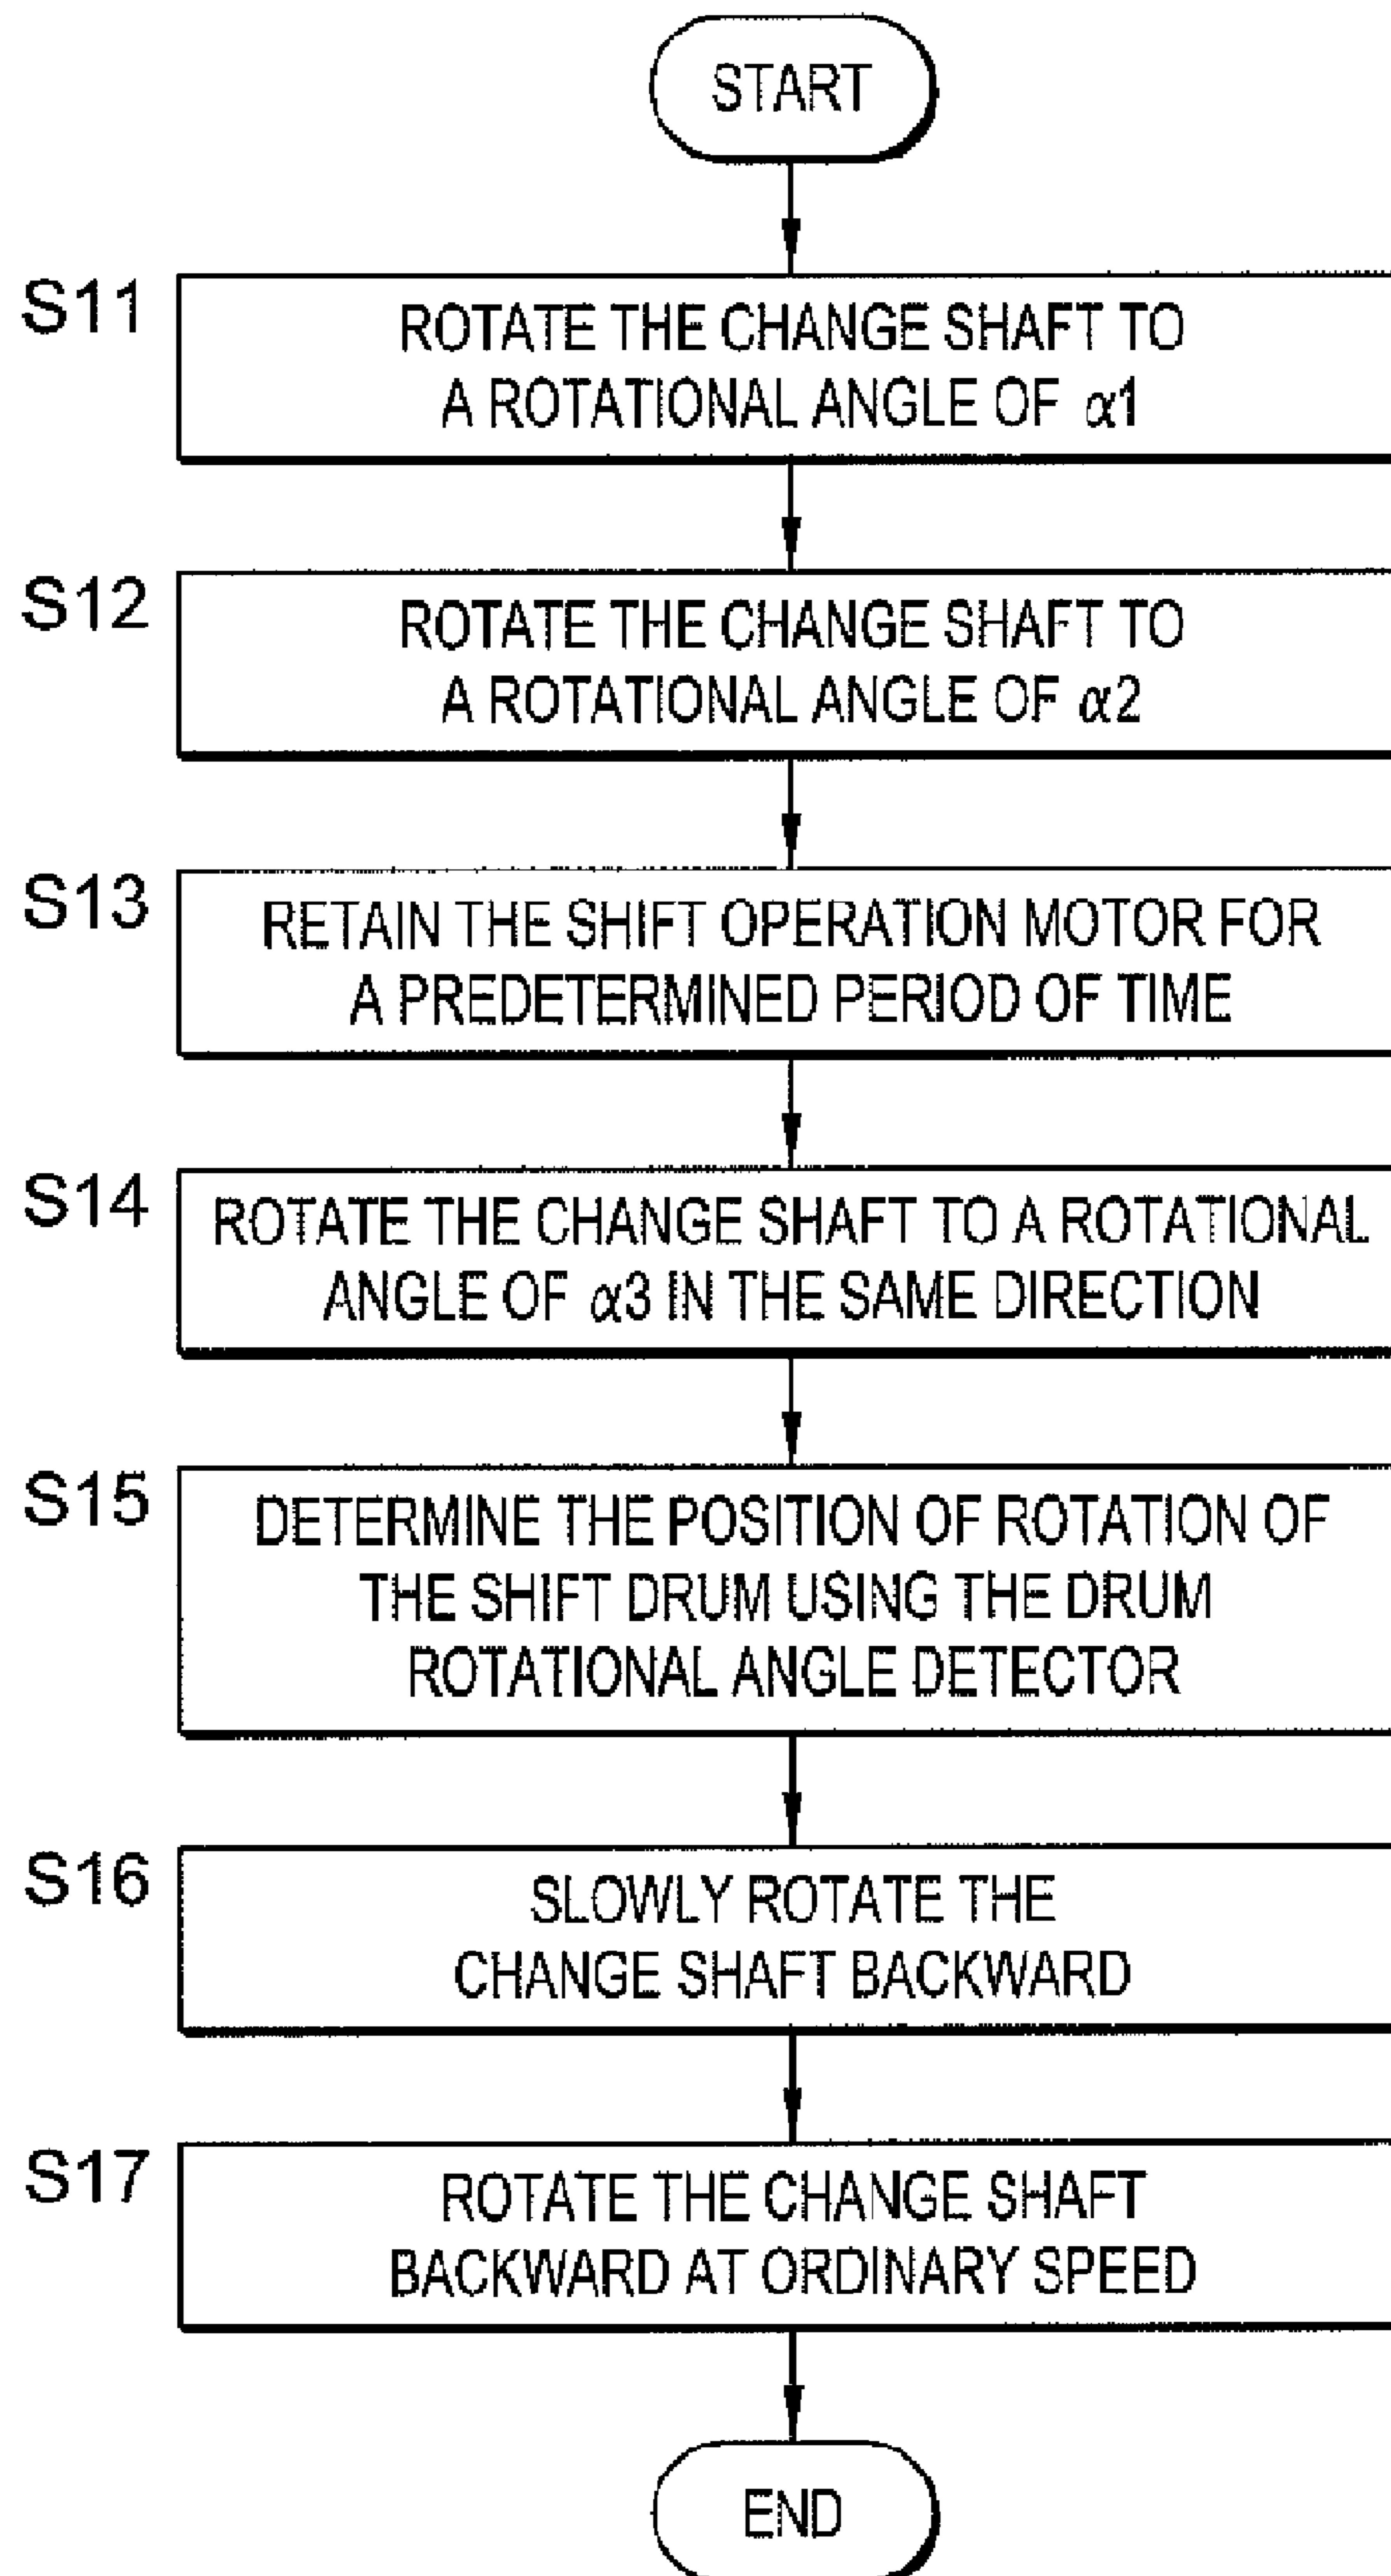 START
S11
ROTATE THE CHANGE SHAFT TO
A ROTATIONAL ANGLE OF α1
S12
ROTATE THE CHANGE SHAFT TO
A ROTATIONAL ANGLE OF α2
S13
RETAIN THE SHIFT OPERATION MOTOR FOR
A PREDETERMINED PERIOD OF TIME
S14
ROTATE THE CHANGE SHAFT TO A ROTATIONAL
ANGLE OF α3 IN THE SAME DIRECTION
S15
DETERMINE THE POSITION OF ROTATION OF
THE SHIFT DRUM USING THE DRUM
ROTATIONAL ANGLE DETECTOR
S16
SLOWLY ROTATE THE
CHANGE SHAFT BACKWARD
S17
ROTATE THE CHANGE SHAFT
BACKWARD AT ORDINARY SPEED
END